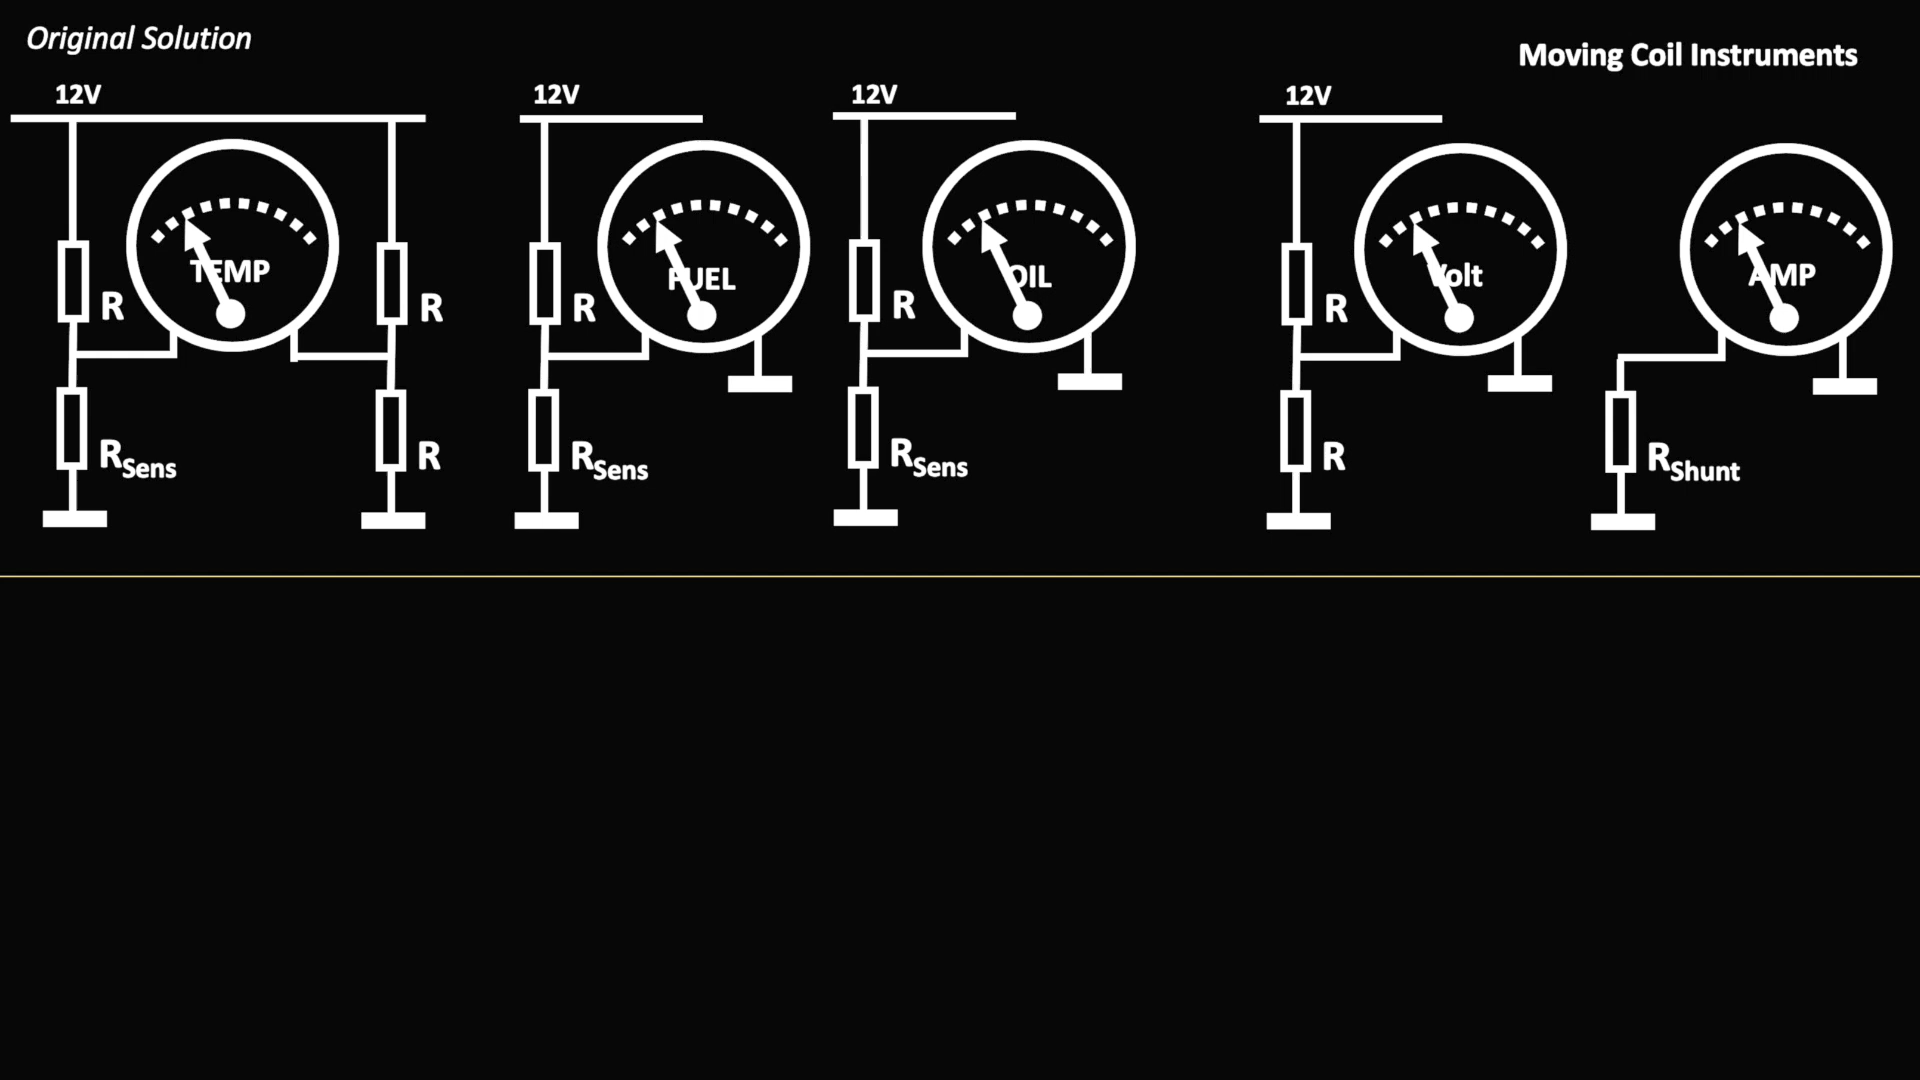 Original Solution
Moving Coil Instruments
12V
12V
12V
12V
TEMP
FUEL
OIL
Volt
AMP
R
R
R
R
R
RSens
R
RSens
RSens
R
RShunt